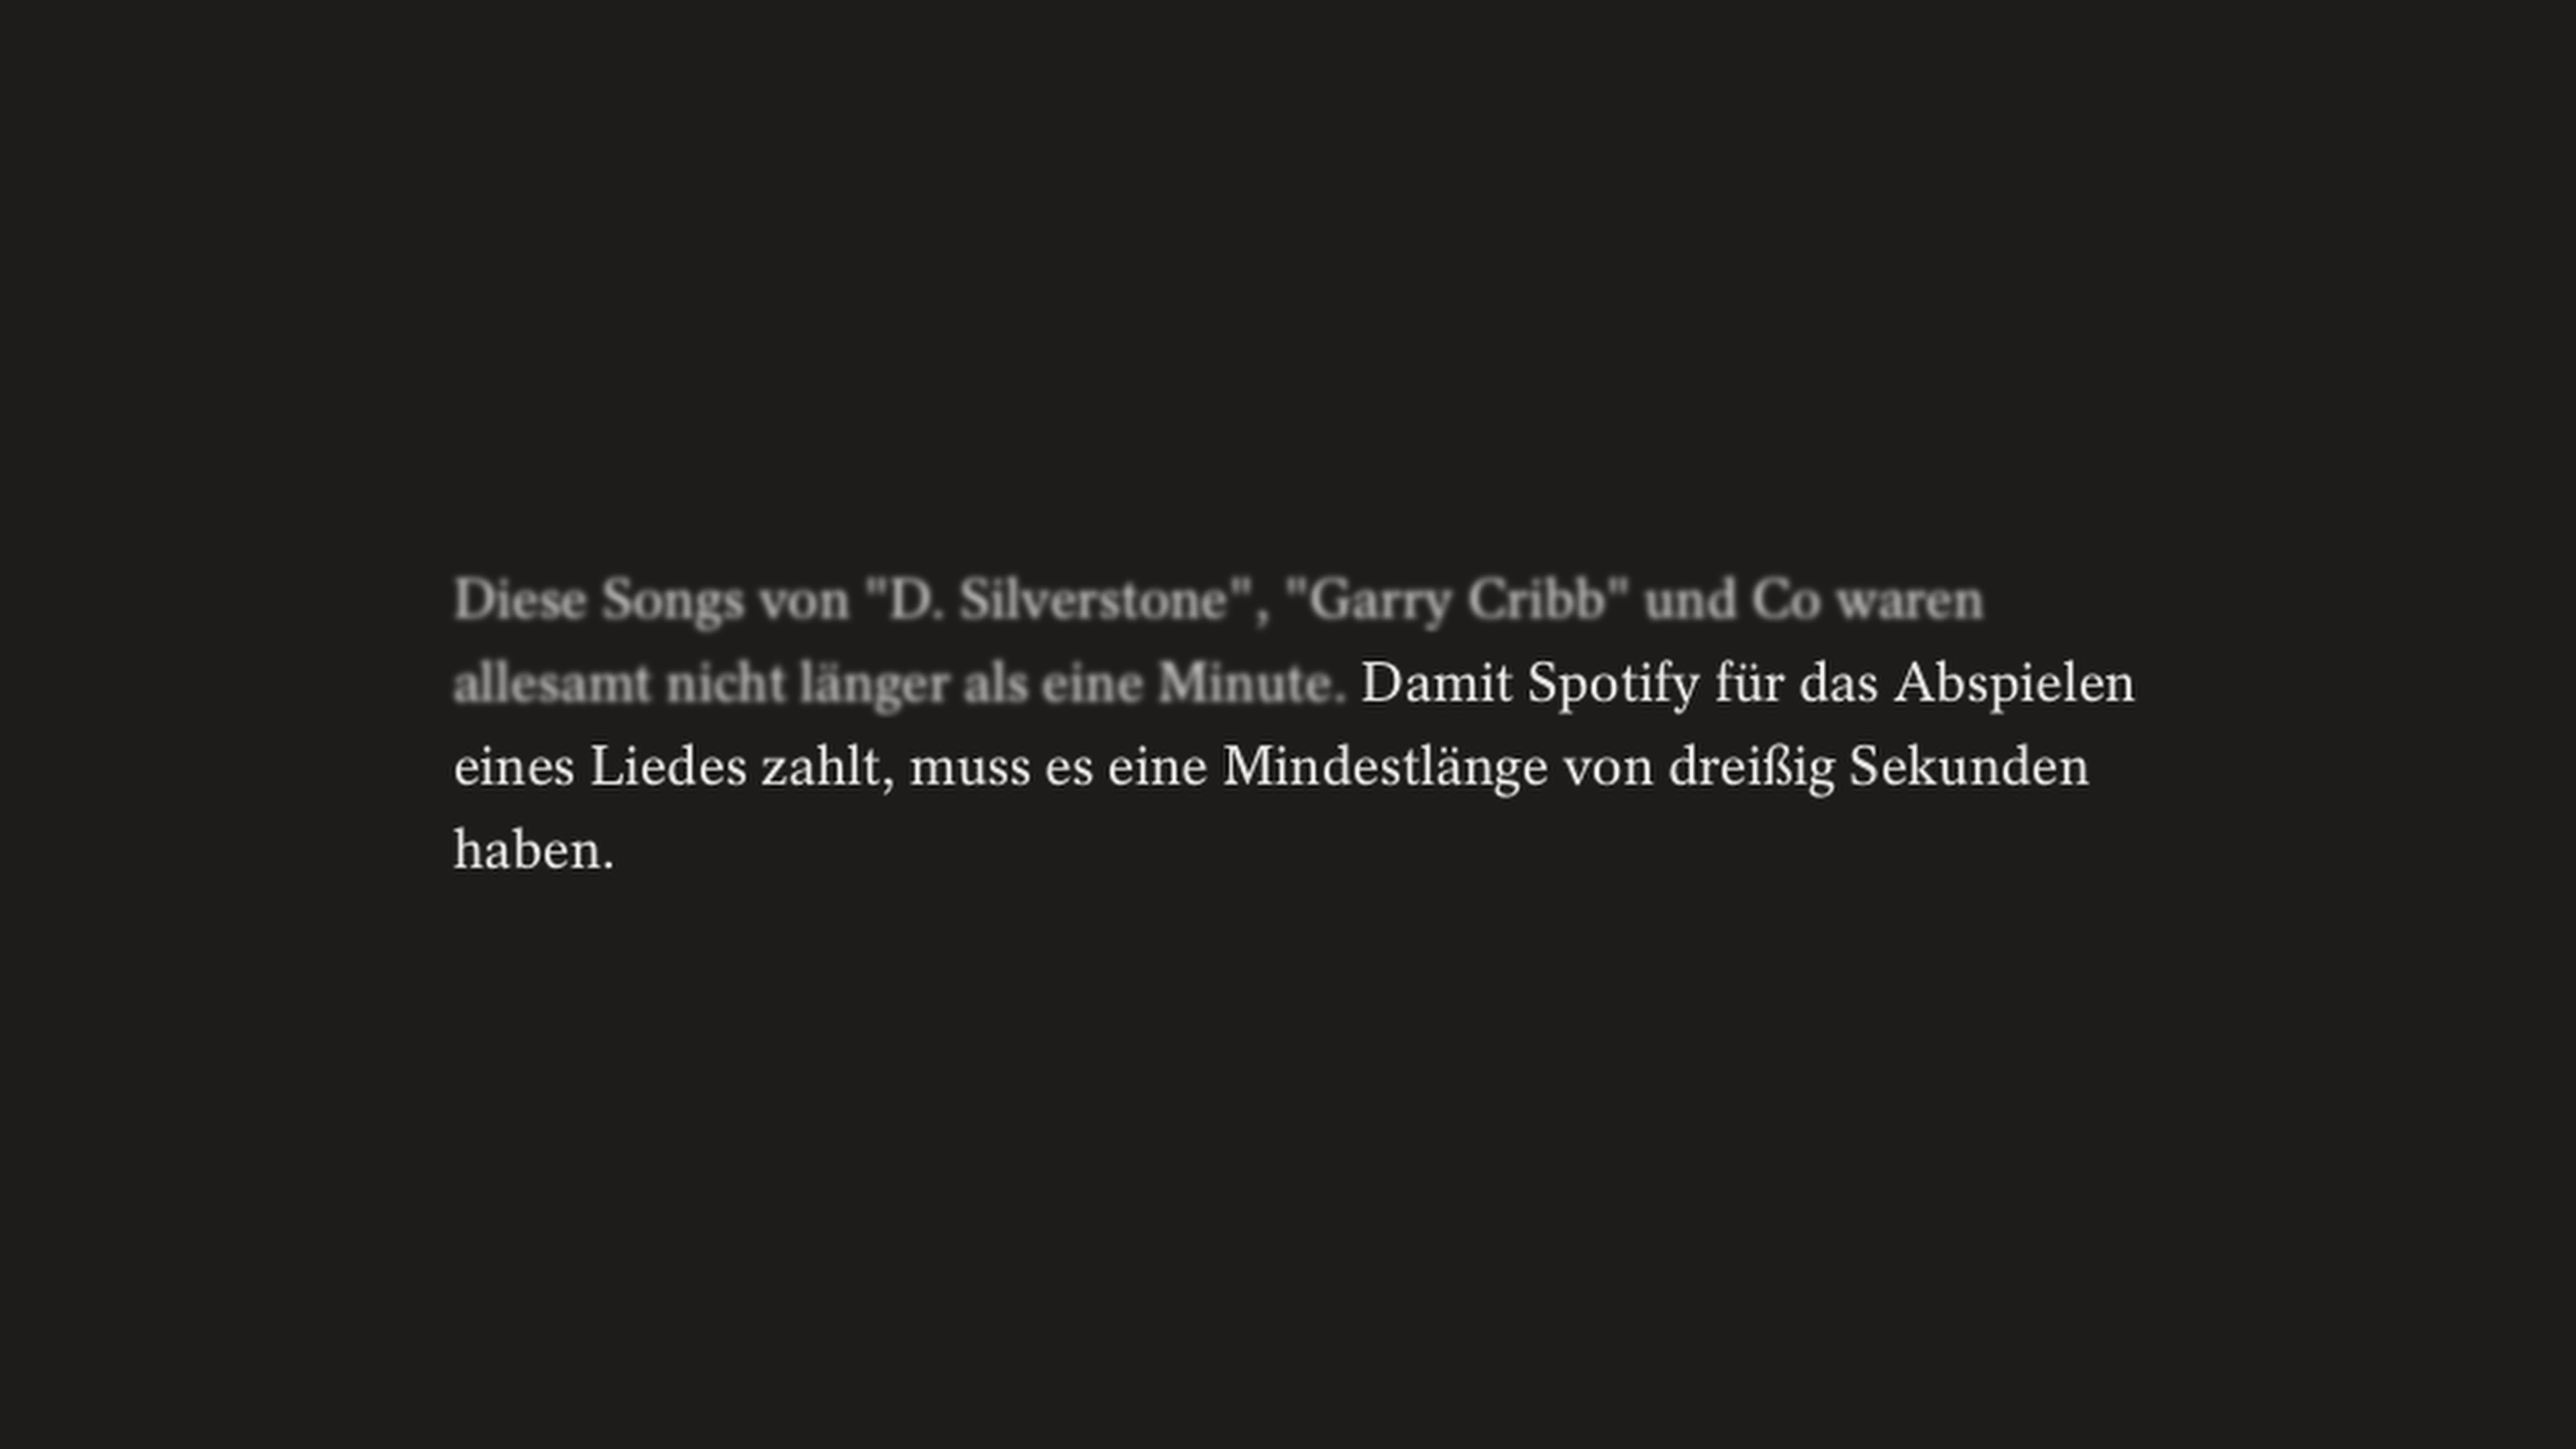 Diese Songs von "D. Silverstone", "Garry Cribb" und Co waren
allesamt nicht länger als eine Minute. Damit Spotify für das Abspielen
eines Liedes zahlt, muss es eine Mindestlänge von dreißig Sekunden
haben.